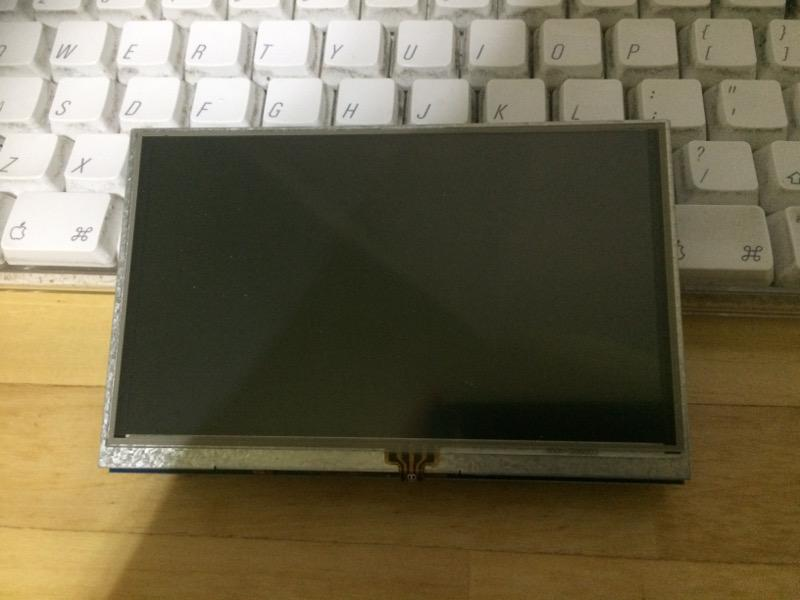 W E R T Y U I O P { [ } ]
S D F G H J K L : ; " '
Z X ? /
⌘ ⌘